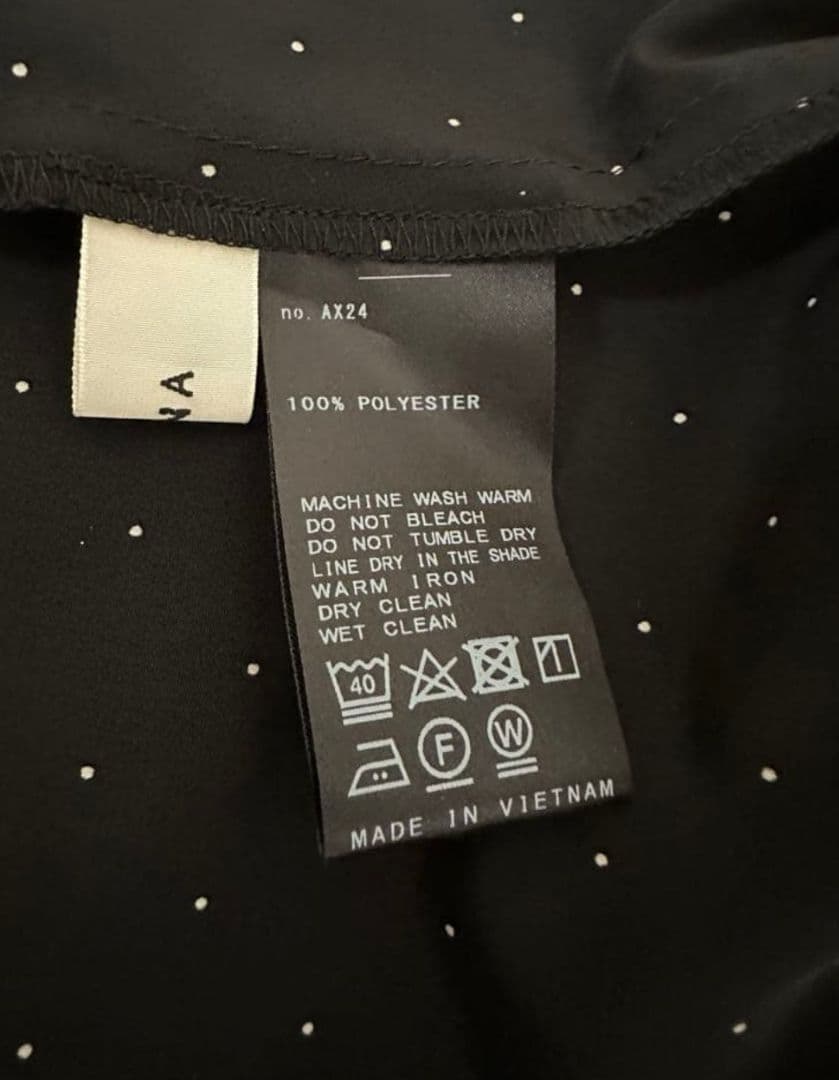 no. AX24
100% POLYESTER
MACHINE WASH WARM
DO NOT BLEACH
DO NOT TUMBLE DRY
LINE DRY IN THE SHADE
WARM IRON
DRY CLEAN
WET CLEAN
40
F W
MADE IN VIETNAM